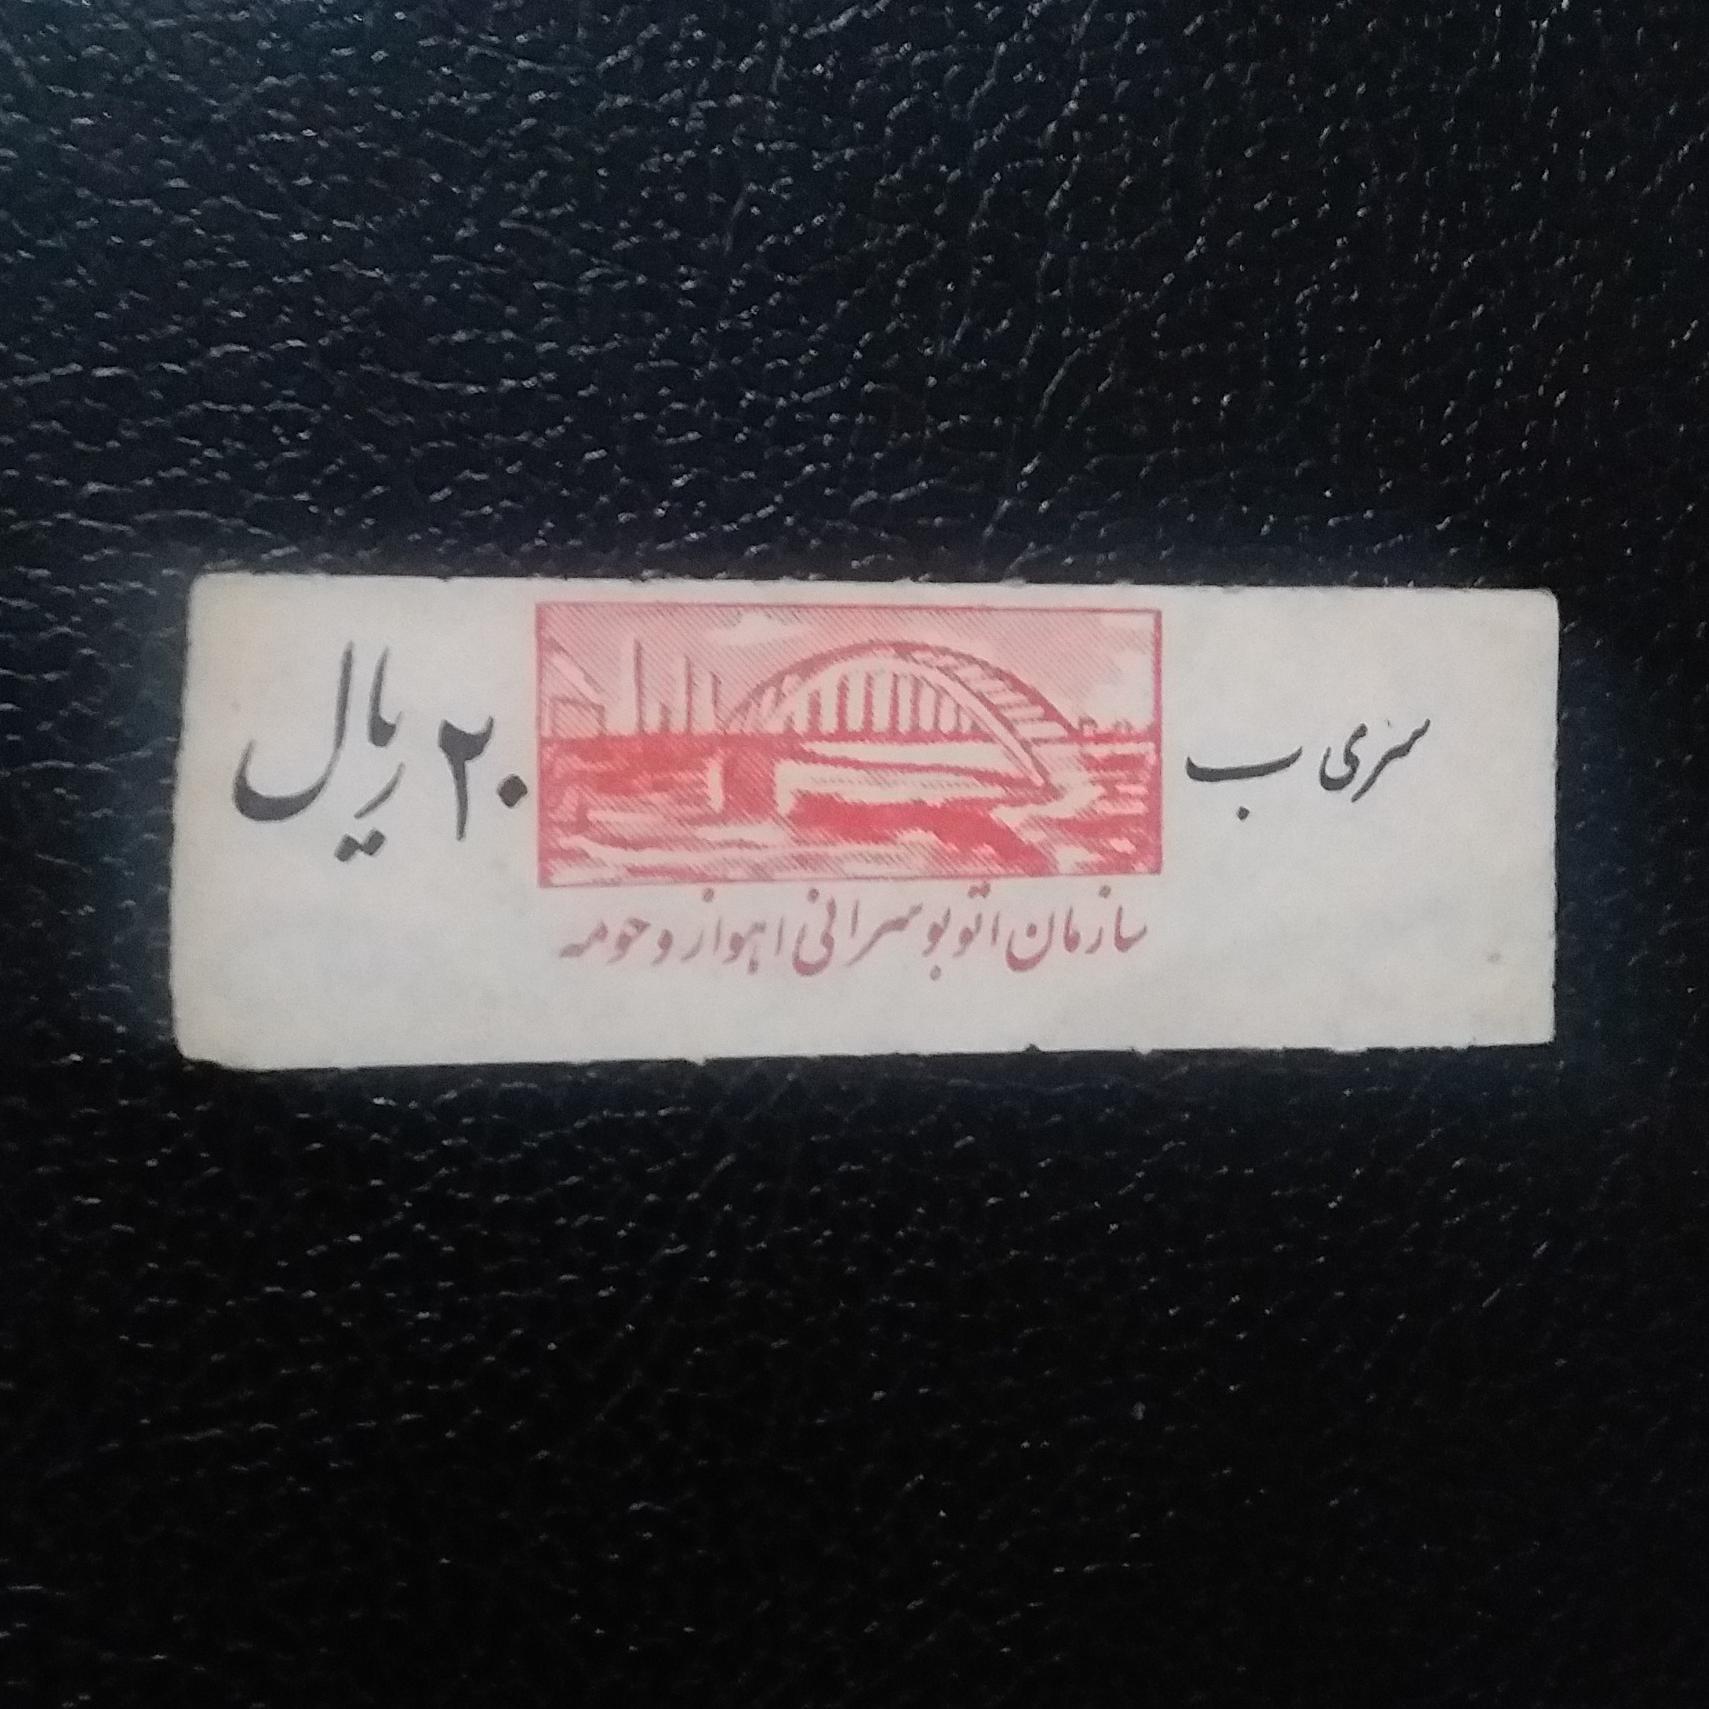 سری ب
۲۰ ریال
سازمان اتوبوسرانی اهواز و حومه